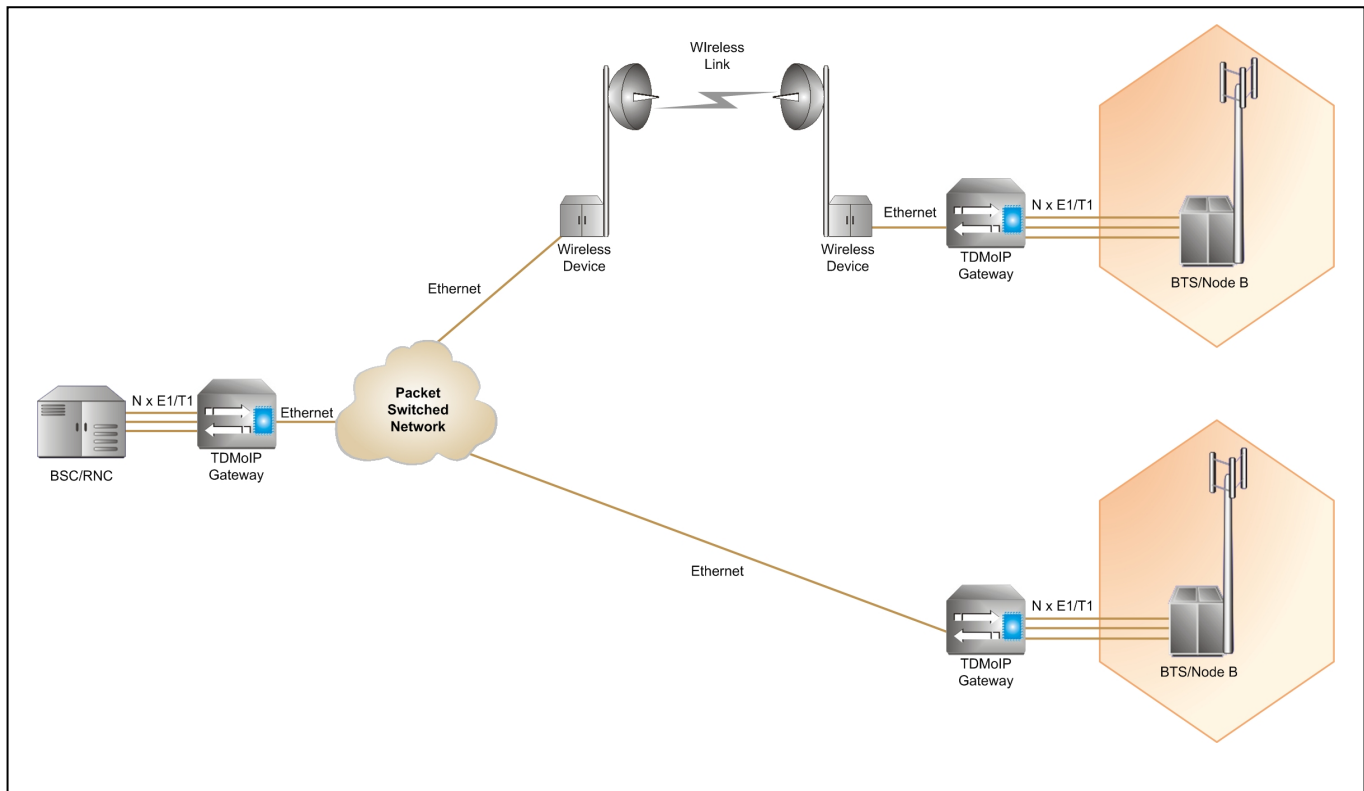 WIreless
Link
Ethernet
N x E1/T1
Wireless
Device
Wireless
Device
TDMoIP
Gateway
BTS/Node B
Ethernet
N x E1/T1
Ethernet
Packet
Switched
Network
BSC/RNC
TDMoIP
Gateway
Ethernet
N x E1/T1
TDMoIP
Gateway
BTS/Node B